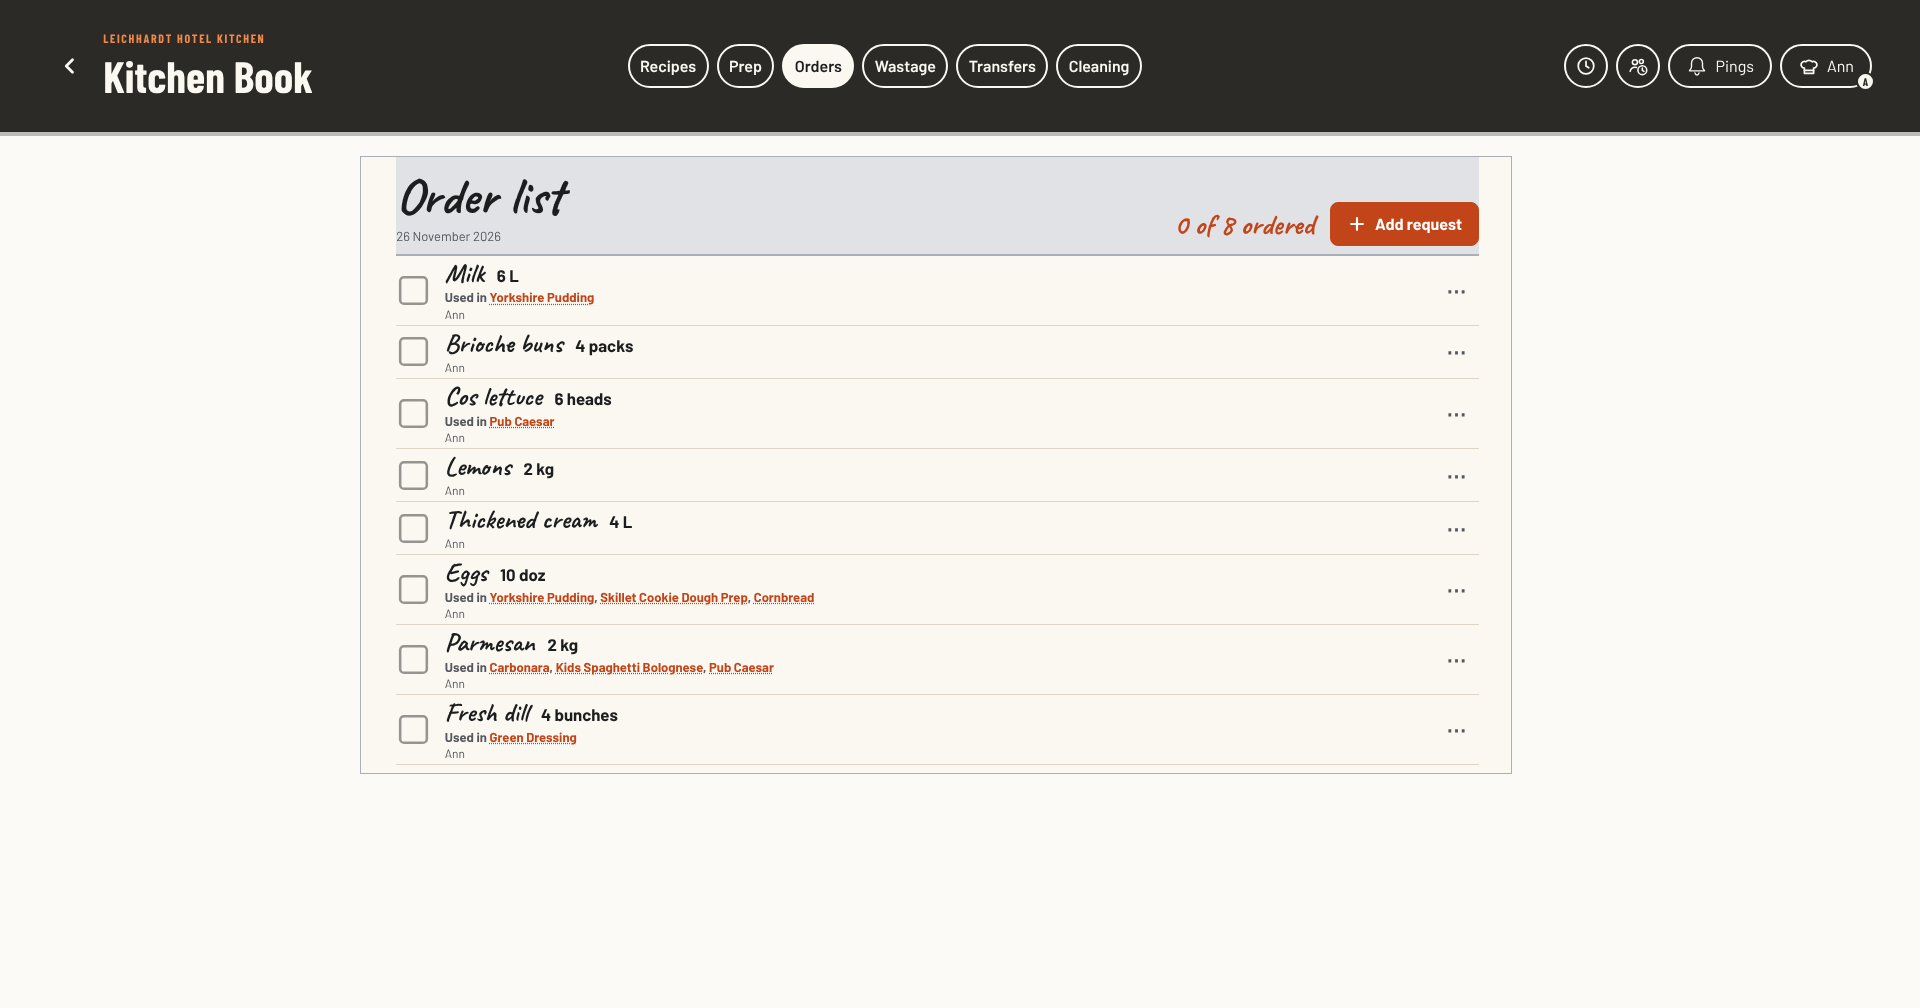 LEICHHARDT HOTEL KITCHEN
Kitchen Book
Recipes Prep Orders Wastage Transfers Cleaning
Pings Ann
A
Order list
26 November 2026
0 of 8 ordered
Add request
Milk 6 L
Used in Yorkshire Pudding
Ann
Brioche buns 4 packs
Ann
Cos lettuce 6 heads
Used in Pub Caesar
Ann
Lemons 2 kg
Ann
Thickened cream 4 L
Ann
Eggs 10 doz
Used in Yorkshire Pudding, Skillet Cookie Dough Prep, Cornbread
Ann
Parmesan 2 kg
Used in Carbonara, Kids Spaghetti Bolognese, Pub Caesar
Ann
Fresh dill 4 bunches
Used in Green Dressing
Ann